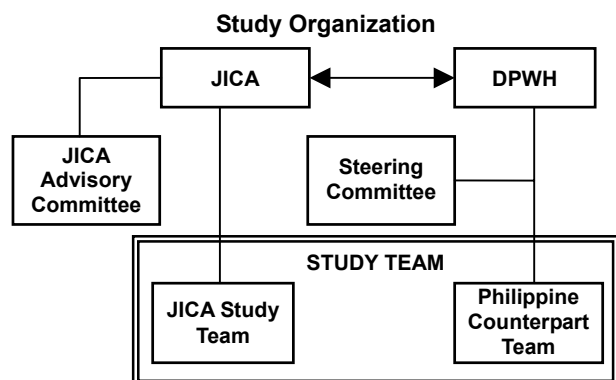 Study Organization
JICA
DPWH
JICA
Advisory
Committee
Steering
Committee
STUDY TEAM
JICA Study
Team
Philippine
Counterpart
Team